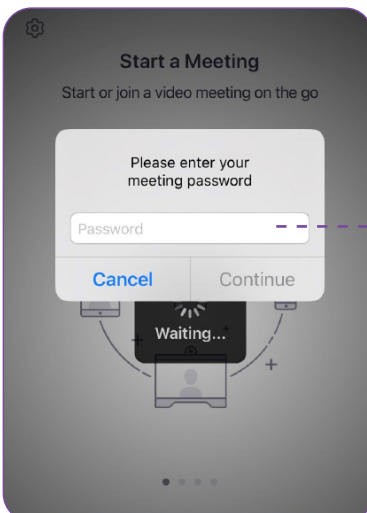 Start a Meeting
Start or join a video meeting on the go
Please enter your
meeting password
Password
Cancel Continue
Waiting...